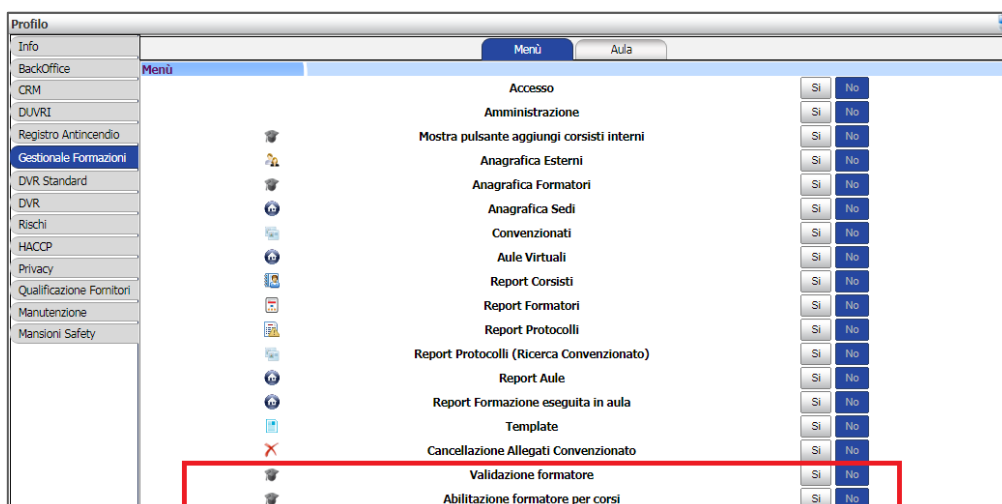 Profilo
Info
BackOffice
CRM
DUVRI
Registro Antincendio
Gestionale Formazioni
DVR Standard
DVR
Rischi
HACCP
Privacy
Qualificazione Fornitori
Manutenzione
Mansioni Safety
Menù Aula
Menù
Accesso Si No
Amministrazione Si No
Mostra pulsante aggiungi corsisti interni Si No
Anagrafica Esterni Si No
Anagrafica Formatori Si No
Anagrafica Sedi Si No
Convenzionati Si No
Aule Virtuali Si No
Report Corsisti Si No
Report Formatori Si No
Report Protocolli Si No
Report Protocolli (Ricerca Convenzionato) Si No
Report Aule Si No
Report Formazione eseguita in aula Si No
Template Si No
Cancellazione Allegati Convenzionato Si No
Validazione formatore Si No
Abilitazione formatore per corsi Si No